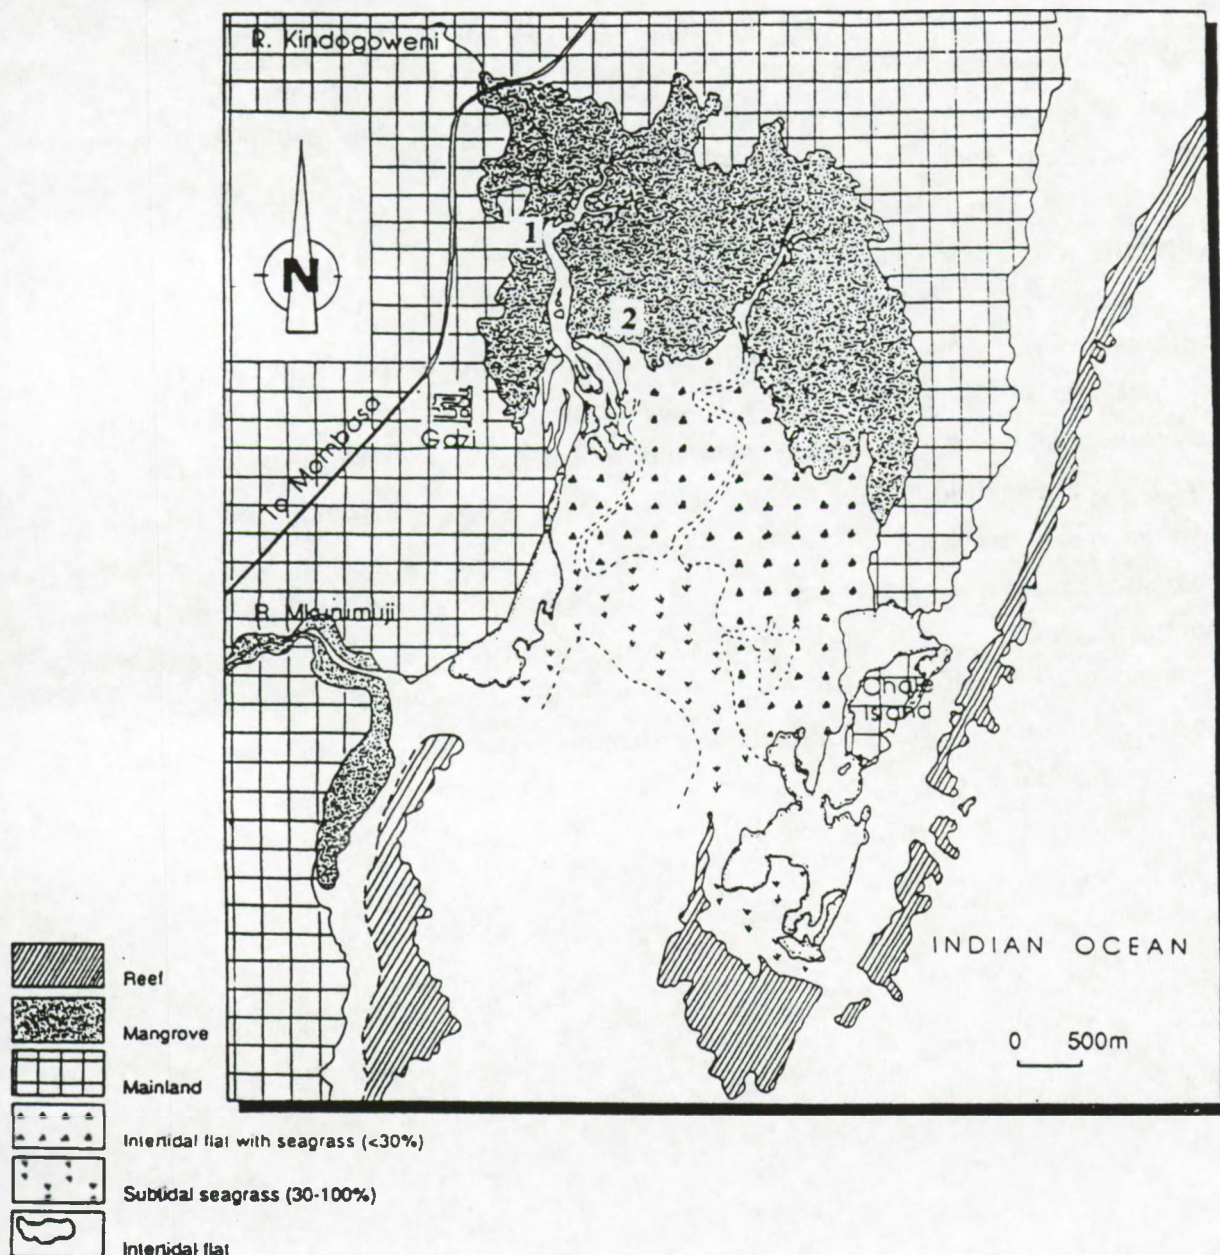 R. Kindogoweni
1
N
2
To Mombasa
Gazi
R. Mkurumuji
Chale
Island
INDIAN OCEAN
0 500m
Reef
Mangrove
Mainland
Intertidal flat with seagrass (<30%)
Subtidal seagrass (30-100%)
Intertidal flat